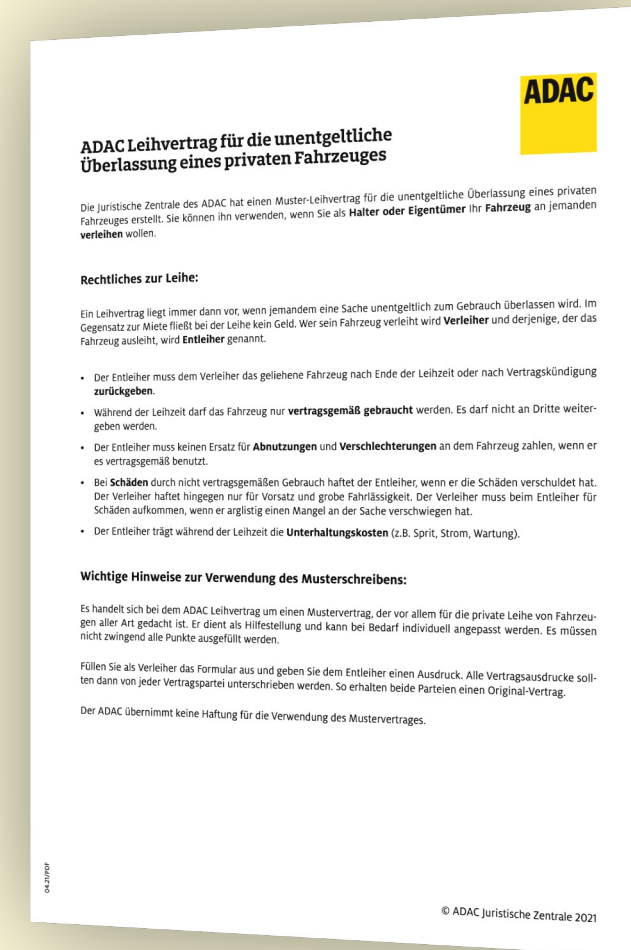 ADAC
ADAC Leihvertrag für die unentgeltliche
Überlassung eines privaten Fahrzeuges
Die Juristische Zentrale des ADAC hat einen Muster-Leihvertrag für die unentgeltliche Überlassung eines privaten
Fahrzeuges erstellt. Sie können ihn verwenden, wenn Sie als Halter oder Eigentümer Ihr Fahrzeug an jemanden
verleihen wollen.
Rechtliches zur Leihe:
Ein Leihvertrag liegt immer dann vor, wenn jemandem eine Sache unentgeltlich zum Gebrauch überlassen wird. Im
Gegensatz zur Miete fließt bei der Leihe kein Geld. Wer sein Fahrzeug verleiht wird Verleiher und derjenige, der das
Fahrzeug ausleiht, wird Entleiher genannt.
• Der Entleiher muss dem Verleiher das geliehene Fahrzeug nach Ende der Leihzeit oder nach Vertragskündigung
zurückgeben.
• Während der Leihzeit darf das Fahrzeug nur vertragsgemäß gebraucht werden. Es darf nicht an Dritte weiter-
geben werden.
• Der Entleiher muss keinen Ersatz für Abnutzungen und Verschlechterungen an dem Fahrzeug zahlen, wenn er
es vertragsgemäß benutzt.
• Bei Schäden durch nicht vertragsgemäßen Gebrauch haftet der Entleiher, wenn er die Schäden verschuldet hat.
Der Verleiher haftet hingegen nur für Vorsatz und grobe Fahrlässigkeit. Der Verleiher muss beim Entleiher für
Schäden aufkommen, wenn er arglistig einen Mangel an der Sache verschwiegen hat.
• Der Entleiher trägt während der Leihzeit die Unterhaltungskosten (z.B. Sprit, Strom, Wartung).
Wichtige Hinweise zur Verwendung des Musterschreibens:
Es handelt sich bei dem ADAC Leihvertrag um einen Mustervertrag, der vor allem für die private Leihe von Fahrzeu-
gen aller Art gedacht ist. Er dient als Hilfestellung und kann bei Bedarf individuell angepasst werden. Es müssen
nicht zwingend alle Punkte ausgefüllt werden.
Füllen Sie als Verleiher das Formular aus und geben Sie dem Entleiher einen Ausdruck. Alle Vertragsausdrucke soll-
ten dann von jeder Vertragspartei unterschrieben werden. So erhalten beide Parteien einen Original-Vertrag.
Der ADAC übernimmt keine Haftung für die Verwendung des Mustervertrages.
04.21/PDF
© ADAC Juristische Zentrale 2021